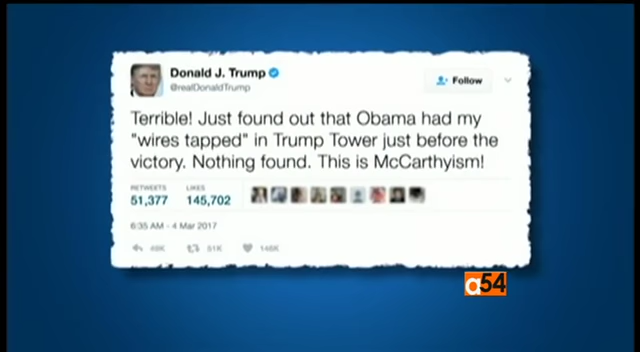 Donald J. Trump
@realDonaldTrump
Follow
Terrible! Just found out that Obama had my
"wires tapped" in Trump Tower just before the
victory. Nothing found. This is McCarthyism!
RETWEETS LIKES
51,377 145,702
6:35 AM - 4 Mar 2017
49K 51K 146K
a54